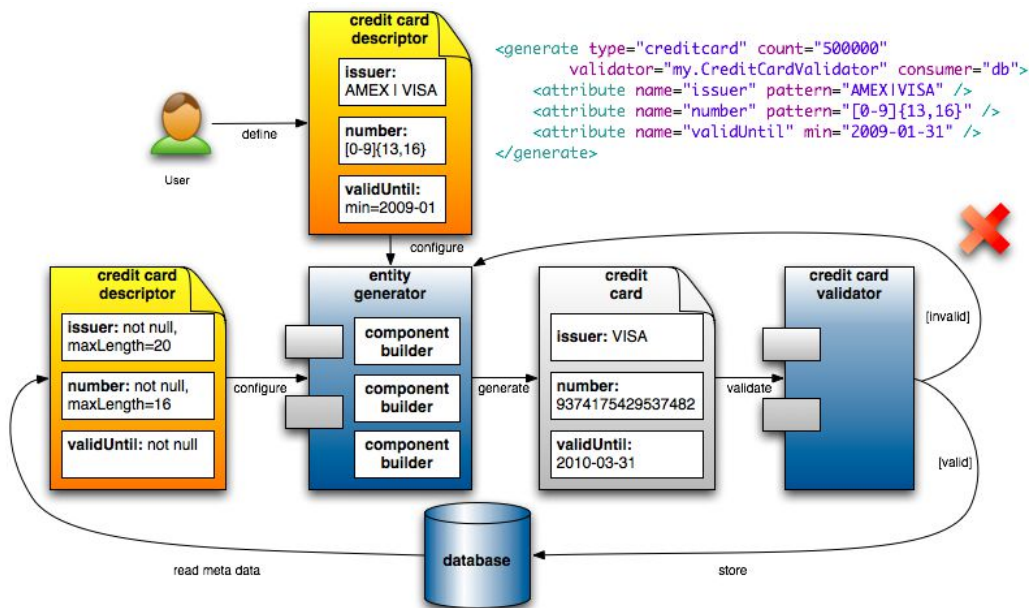 credit card
descriptor
issuer:
AMEX | VISA
number:
[0-9]{13,16}
validUntil:
min=2009-01
<generate type="creditcard" count="500000"
validator="my.CreditCardValidator" consumer="db">
<attribute name="issuer" pattern="AMEX|VISA" />
<attribute name="number" pattern="[0-9]{13,16}" />
<attribute name="validUntil" min="2009-01-31" />
</generate>
define
User
configure
credit card
descriptor
issuer: not null,
maxLength=20
number: not null,
maxLength=16
validUntil: not null
configure
entity
generator
component
builder
component
builder
component
builder
generate
credit
card
issuer: VISA
number:
9374175429537482
validUntil:
2010-03-31
validate
credit card
validator
[invalid]
[valid]
database
read meta data
store